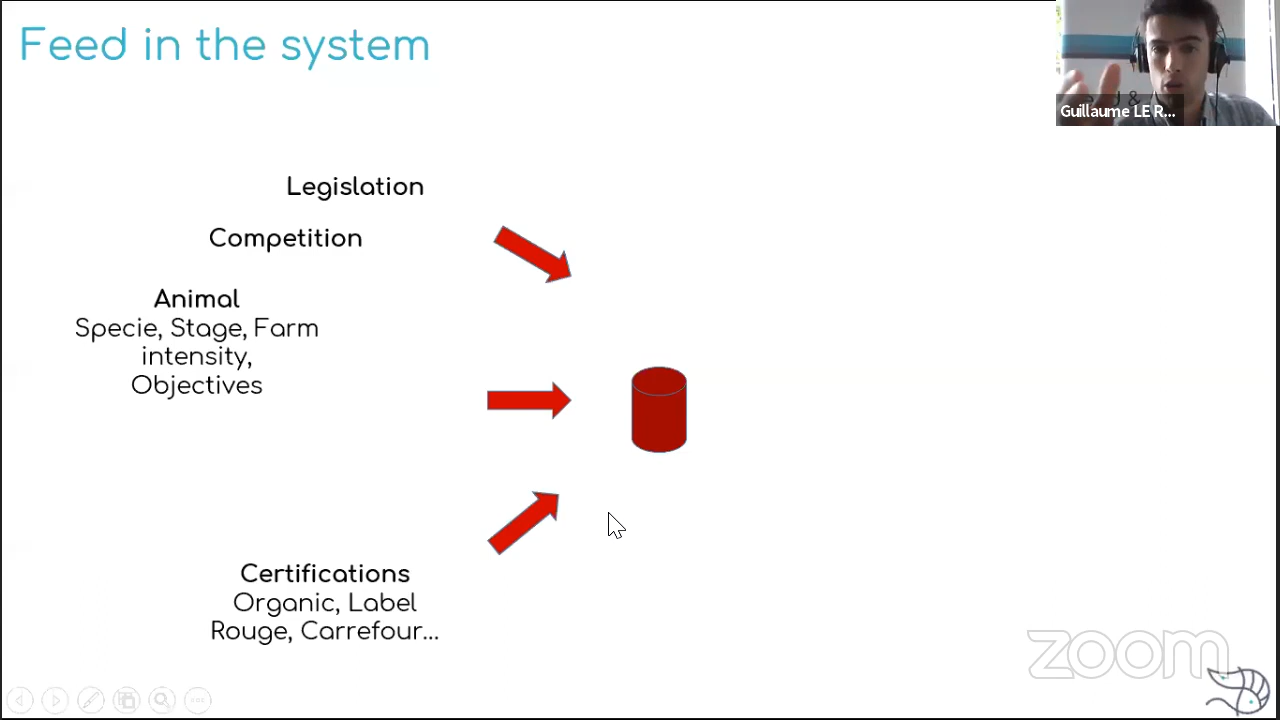 Feed in the system
Guillaume LE R...
Legislation
Competition
Animal
Specie, Stage, Farm
intensity,
Objectives
Certifications
Organic, Label
Rouge, Carrefour...
zoom